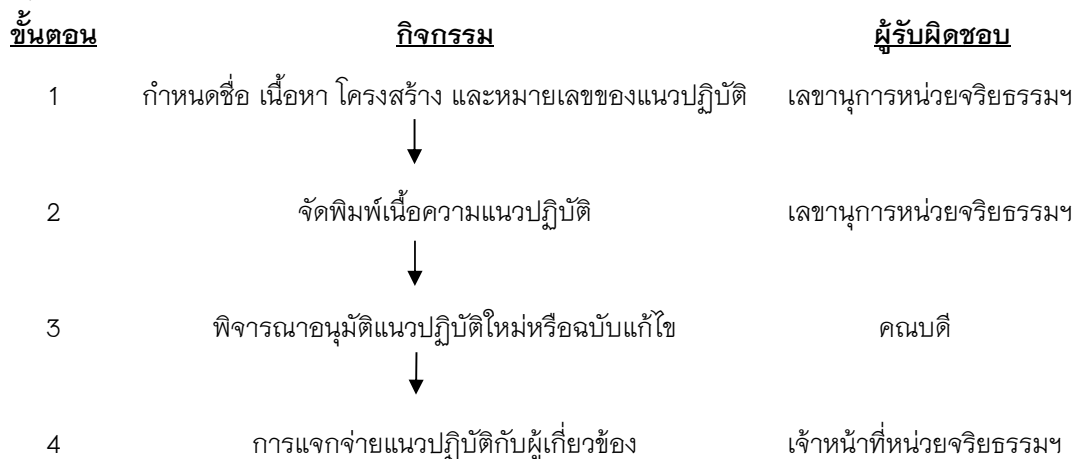 ขั้นตอน กิจกรรม ผู้รับผิดชอบ
1 กำหนดชื่อ เนื้อหา โครงสร้าง และหมายเลขของแนวปฏิบัติ เลขานุการหน่วยจริยธรรมฯ
2 จัดพิมพ์เนื้อความแนวปฏิบัติ เลขานุการหน่วยจริยธรรมฯ
3 พิจารณาอนุมัติแนวปฏิบัติใหม่หรือฉบับแก้ไข คณบดี
4 การแจกจ่ายแนวปฏิบัติกับผู้เกี่ยวข้อง เจ้าหน้าที่หน่วยจริยธรรมฯ